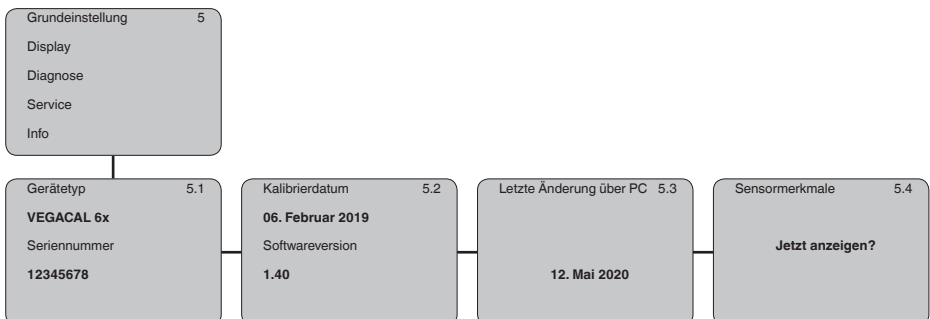 Grundeinstellung 5
Display
Diagnose
Service
Info
Gerätetyp 5.1
VEGACAL 6x
Seriennummer
12345678
Kalibrierdatum 5.2
06. Februar 2019
Softwareversion
1.40
Letzte Änderung über PC 5.3
12. Mai 2020
Sensormerkmale 5.4
Jetzt anzeigen?